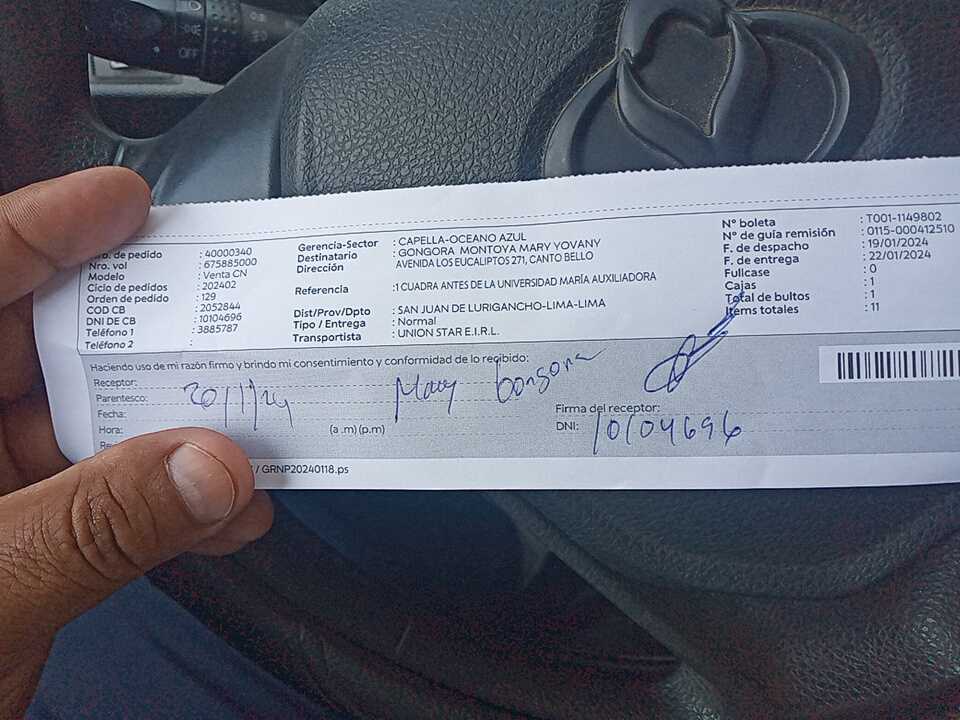 OFF
Nro. de pedido : 40000340
Nro. vol : 675885000
Modelo : Venta CN
Ciclo de pedidos : 202402
Orden de pedido : 129
COD CB : 2052844
DNI DE CB : 10104696
Teléfono 1 : 3885787
Teléfono 2 :
Gerencia-Sector : CAPELLA-OCEANO AZUL
Destinatario : GONGORA MONTOYA MARY YOVANY
Dirección AVENIDA LOS EUCALIPTOS 271, CANTO BELLO
Referencia :1 CUADRA ANTES DE LA UNIVERSIDAD MARÍA AUXILIADORA
Dist/Prov/Dpto : SAN JUAN DE LURIGANCHO-LIMA-LIMA
Tipo / Entrega : Normal
Transportista : UNION STAR E.I.R.L.
N° boleta : T001-1149802
N° de guía remisión : 0115-000412510
F. de despacho : 19/01/2024
F. de entrega : 22/01/2024
Fullcase : 0
Cajas : 1
Total de bultos : 1
Items totales : 11
Haciendo uso de mi razón firmo y brindo mi consentimiento y conformidad de lo recibido:
Receptor: Mary Gongora
Parentesco:
Fecha: 20/1/24
Hora: (a .m) (p.m)
Firma del receptor:
DNI: 10104696
/ GRNP20240118.ps